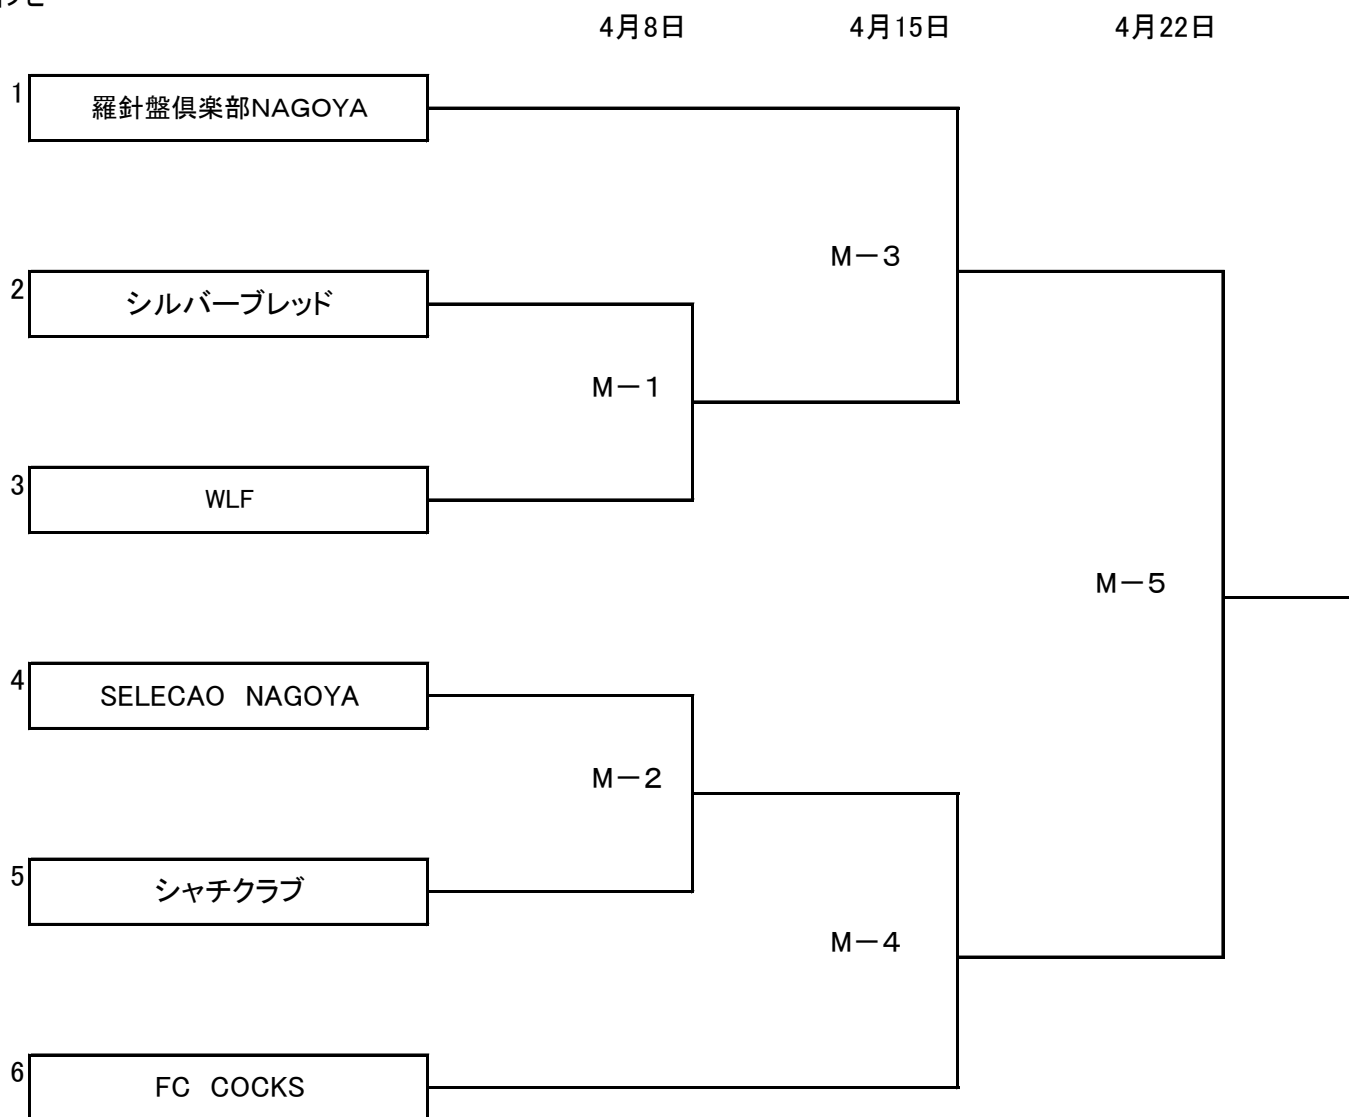 4月8日 4月15日 4月22日
1 羅針盤倶楽部NAGOYA
M－3
2 シルバーブレッド
M－1
3 WLF
M－5
4 SELECAO　NAGOYA
M－2
5 シャチクラブ
M－4
6 FC　COCKS